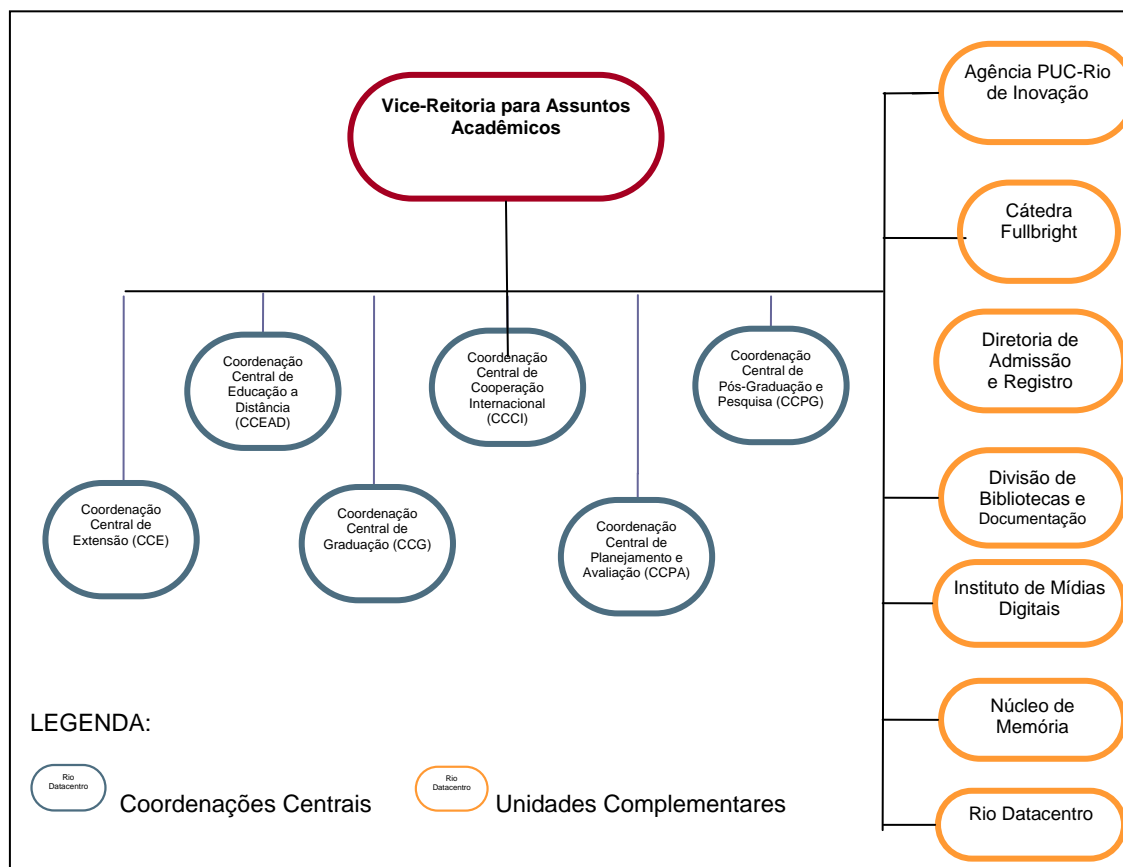 Vice-Reitoria para Assuntos
Acadêmicos
Coordenação
Central de
Educação a
Distância
(CCEAD)
Coordenação
Central de
Cooperação
Internacional
(CCCI)
Coordenação
Central de
Pós-Graduação e
Pesquisa (CCPG)
Coordenação
Central de
Extensão (CCE)
Coordenação
Central de
Graduação (CCG)
Coordenação
Central de
Planejamento e
Avaliação (CCPA)
Agência PUC-Rio
de Inovação
Cátedra
Fullbright
Diretoria de
Admissão
e Registro
Divisão de
Bibliotecas e
Documentação
Instituto de Mídias
Digitais
Núcleo de
Memória
Rio Datacentro
LEGENDA:
Rio
Datacentro
Coordenações Centrais
Rio
Datacentro
Unidades Complementares